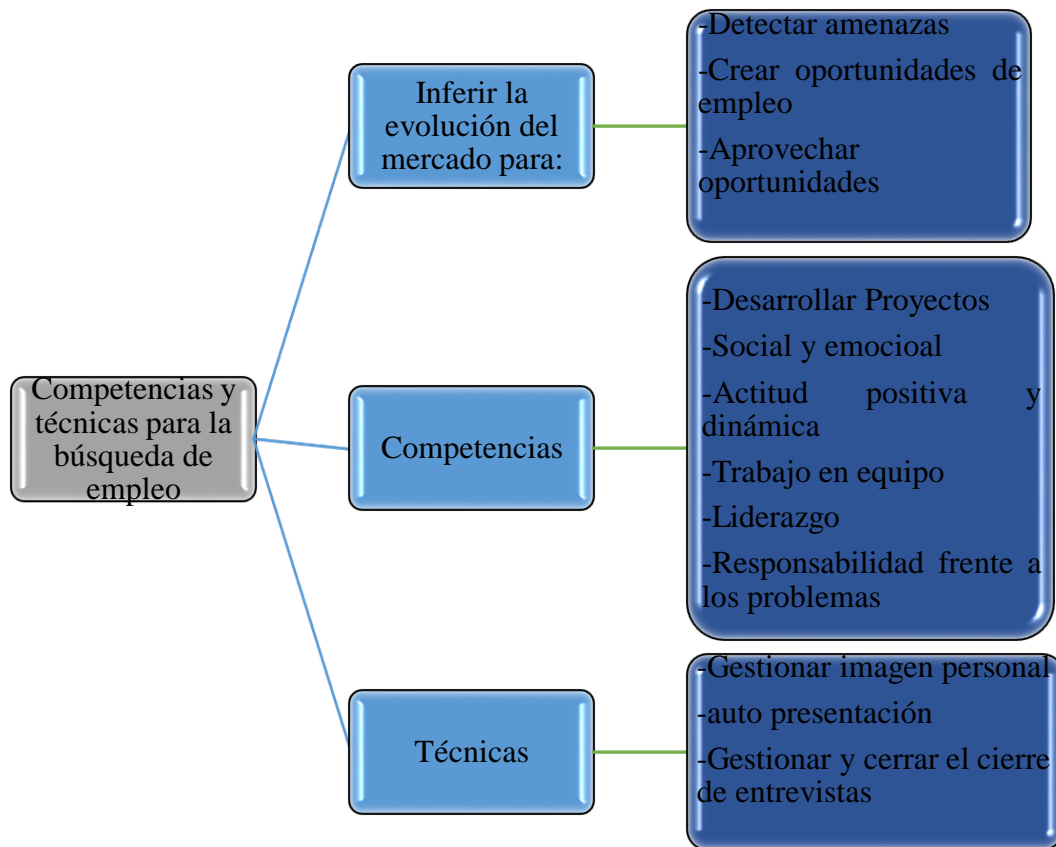 Competencias y
técnicas para la
búsqueda de
empleo
Inferir la
evolución del
mercado para:
-Detectar amenazas
-Crear oportunidades de
empleo
-Aprovechar
oportunidades
Competencias
-Desarrollar Proyectos
-Social y emocioal
-Actitud positiva y
dinámica
-Trabajo en equipo
-Liderazgo
-Responsabilidad frente a
los problemas
Técnicas
-Gestionar imagen personal
-auto presentación
-Gestionar y cerrar el cierre
de entrevistas